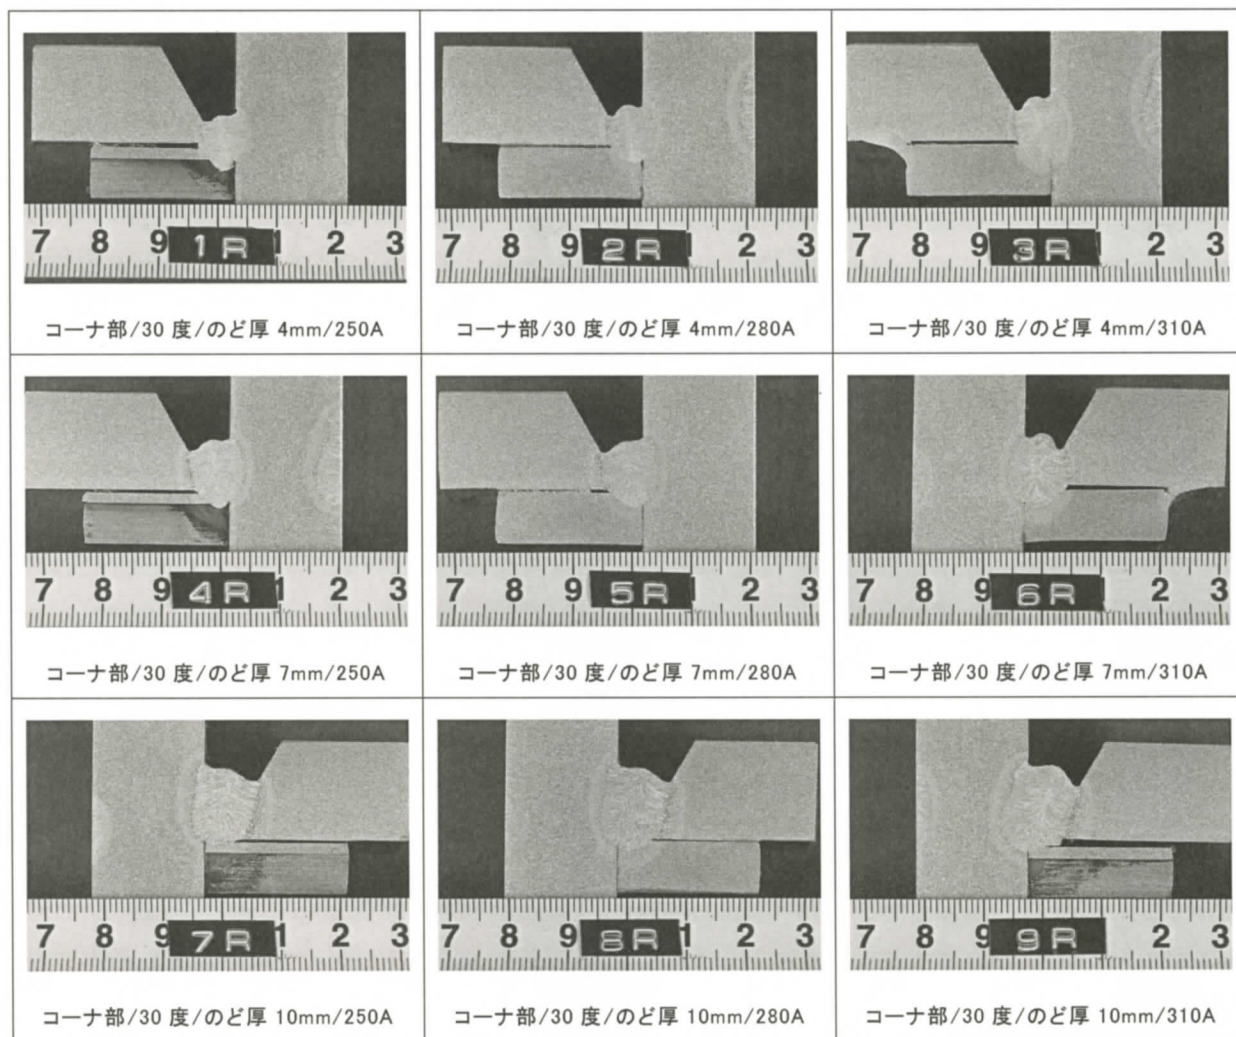 7 8 9 1R 1 2 3
7 8 9 2R 1 2 3
7 8 9 3R 1 2 3
コーナ部/30 度/のど厚 4mm/250A
コーナ部/30 度/のど厚 4mm/280A
コーナ部/30 度/のど厚 4mm/310A
7 8 9 4R 1 2 3
7 8 9 5R 1 2 3
7 8 9 6R 2 3
コーナ部/30 度/のど厚 7mm/250A
コーナ部/30 度/のど厚 7mm/280A
コーナ部/30 度/のど厚 7mm/310A
7 8 9 7R 1 2 3
7 8 9 8R 1 2 3
7 8 9 9R 2 3
コーナ部/30 度/のど厚 10mm/250A
コーナ部/30 度/のど厚 10mm/280A
コーナ部/30 度/のど厚 10mm/310A